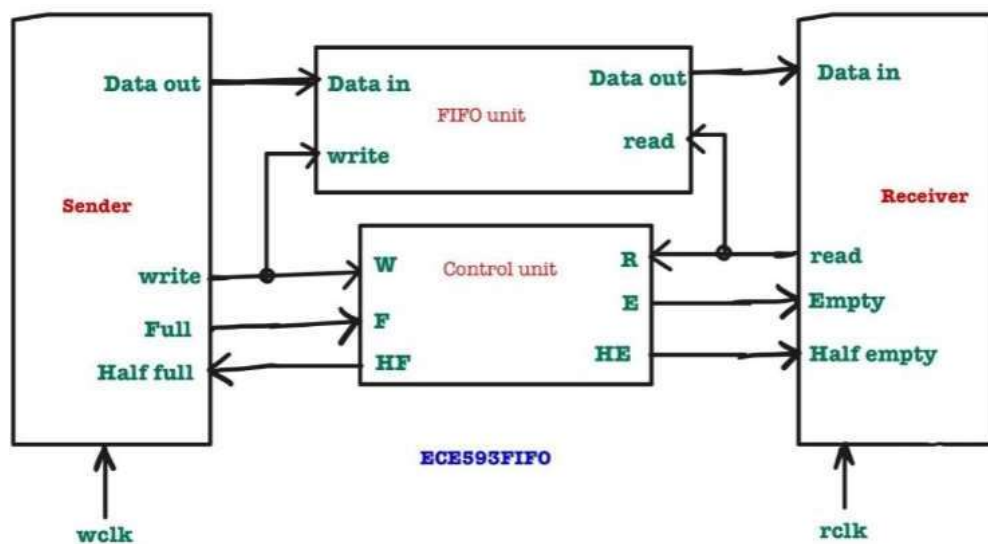 Data out
Data in
Data out
Data in
FIFO unit
write
read
Sender
Receiver
write
W
Control unit
R
read
Full
F
E
Empty
Half full
HF
HE
Half empty
ECE593FIFO
wclk
rclk